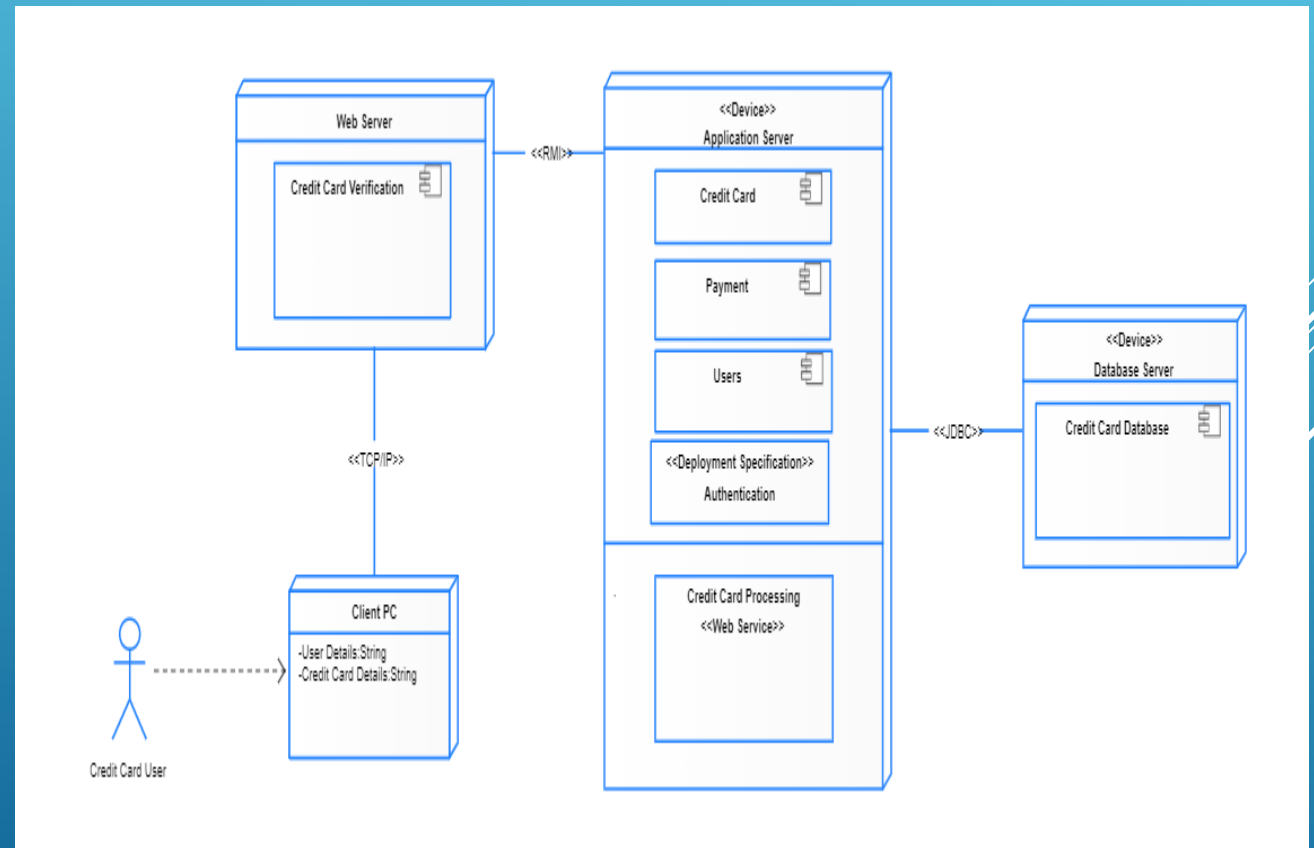 Web Server
Credit Card Verification
<<RMI>>
<<Device>>
Application Server
Credit Card
Payment
Users
<<Deployment Specification>>
Authentication
Credit Card Processing
<<Web Service>>
<<JDBC>>
<<Device>>
Database Server
Credit Card Database
<<TCP/IP>>
Client PC
-User Details:String
-Credit Card Details:String
Credit Card User